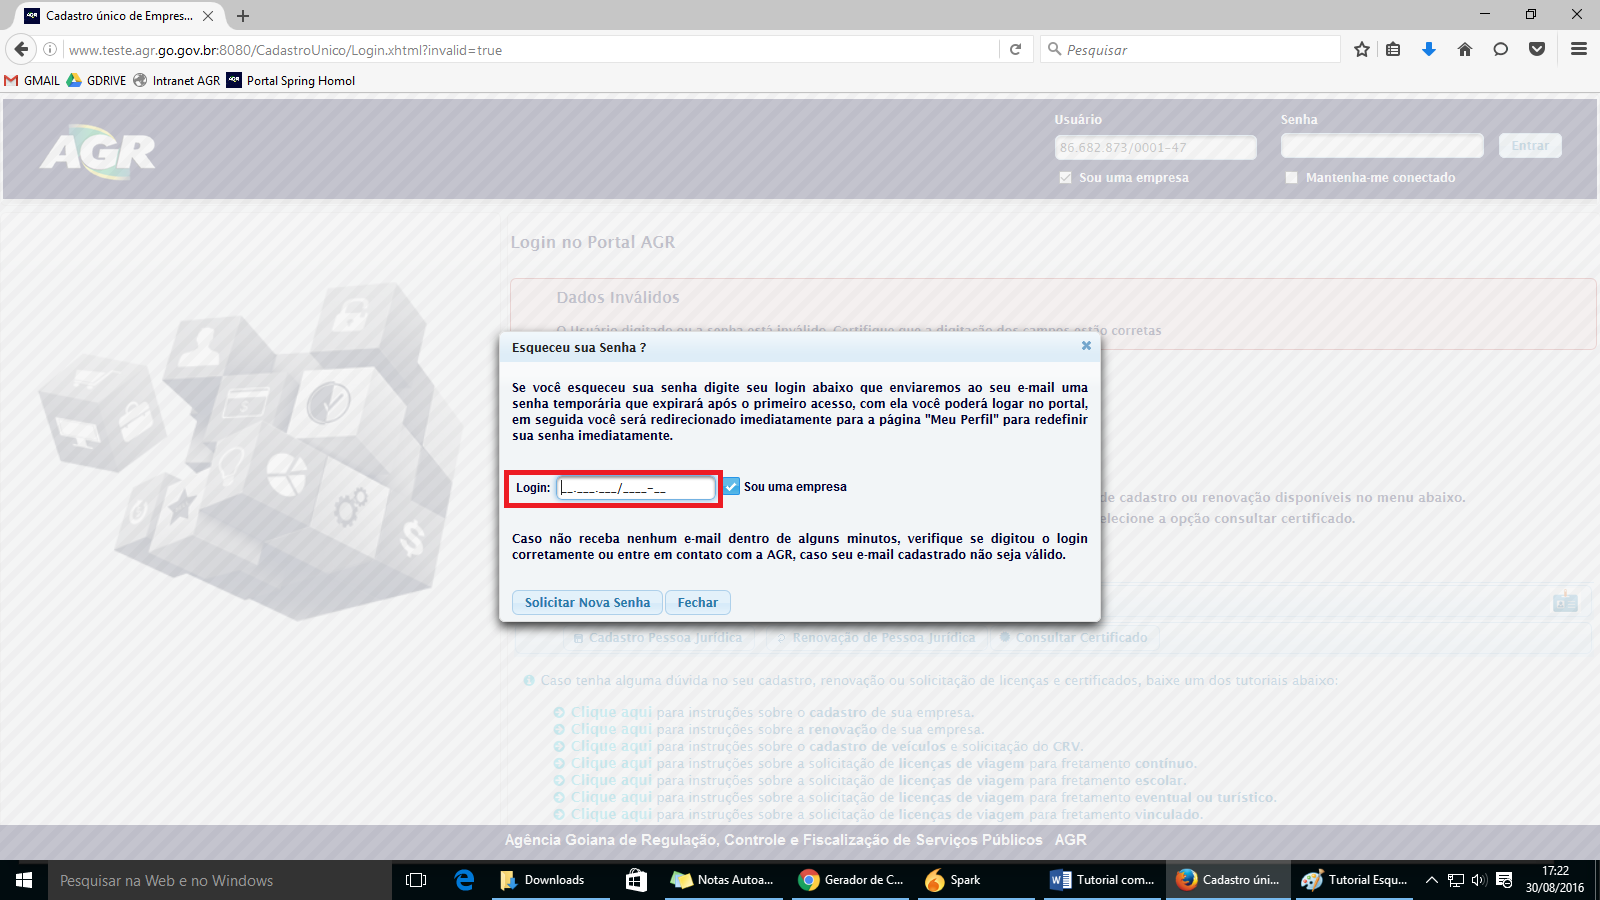 Cadastro único de Empres...
www.teste.agr.go.gov.br:8080/CadastroUnico/Login.xhtml?invalid=true
Pesquisar
GMAIL GDRIVE Intranet AGR Portal Spring Homol
AGR
Usuário Senha
86.682.873/0001-47 Entrar
Sou uma empresa Mantenha-me conectado
Login no Portal AGR
Dados Inválidos
O Usuário digitado ou a senha está inválido. Certifique que a digitação dos campos estão corretas
Esqueceu sua Senha ?
Se você esqueceu sua senha digite seu login abaixo que enviaremos ao seu e-mail uma
senha temporária que expirará após o primeiro acesso, com ela você poderá logar no portal,
em seguida você será redirecionado imediatamente para a página "Meu Perfil" para redefinir
sua senha imediatamente.
Login: __.___.___/____-__ Sou uma empresa
de cadastro ou renovação disponíveis no menu abaixo.
elecione a opção consultar certificado.
Caso não receba nenhum e-mail dentro de alguns minutos, verifique se digitou o login
corretamente ou entre em contato com a AGR, caso seu e-mail cadastrado não seja válido.
Solicitar Nova Senha Fechar
Cadastro Pessoa Jurídica Renovação de Pessoa Jurídica Consultar Certificado
Caso tenha alguma dúvida no seu cadastro, renovação ou solicitação de licenças e certificados, baixe um dos tutoriais abaixo:
Clique aqui para instruções sobre o cadastro de sua empresa.
Clique aqui para instruções sobre a renovação de sua empresa.
Clique aqui para instruções sobre o cadastro de veículos e solicitação do CRV.
Clique aqui para instruções sobre a solicitação de licenças de viagem para fretamento contínuo.
Clique aqui para instruções sobre a solicitação de licenças de viagem para fretamento escolar.
Clique aqui para instruções sobre a solicitação de licenças de viagem para fretamento eventual ou turístico.
Clique aqui para instruções sobre a solicitação de licenças de viagem para fretamento vinculado.
Agência Goiana de Regulação, Controle e Fiscalização de Serviços Públicos AGR
Pesquisar na Web e no Windows Downloads Notas Autoa... Gerador de C... Spark Tutorial com... Cadastro úni... Tutorial Esqu... 17:22
30/08/2016